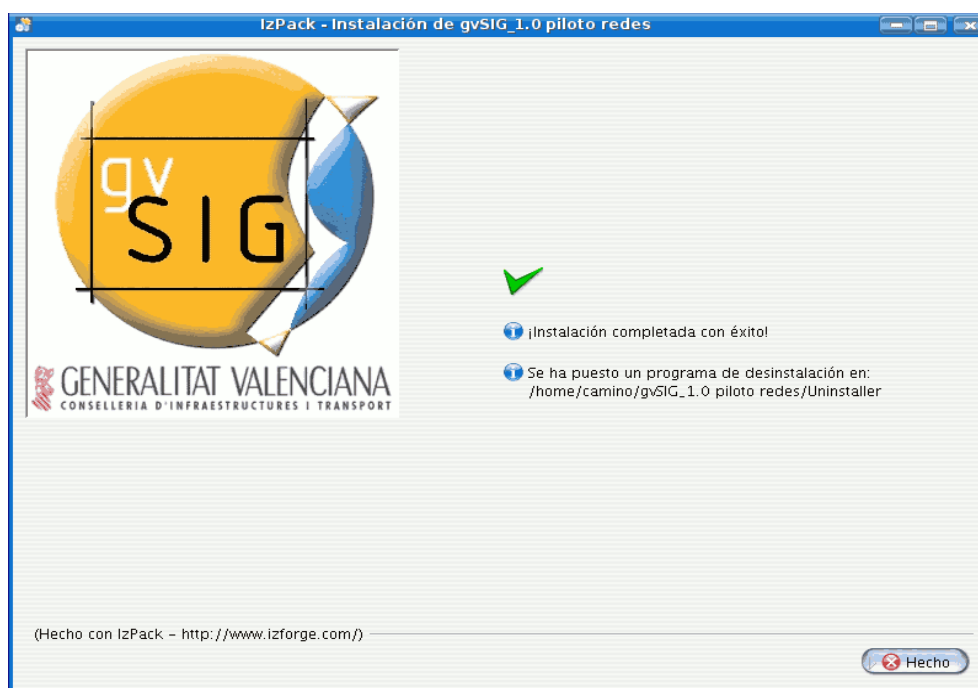 IzPack - Instalación de gvSIG_1.0 piloto redes
gv
SIG
GENERALITAT VALENCIANA
CONSELLERIA D'INFRAESTRUCTURES I TRANSPORT
¡Instalación completada con éxito!
Se ha puesto un programa de desinstalación en:
/home/camino/gvSIG_1.0 piloto redes/Uninstaller
(Hecho con IzPack - http://www.izforge.com/)
Hecho